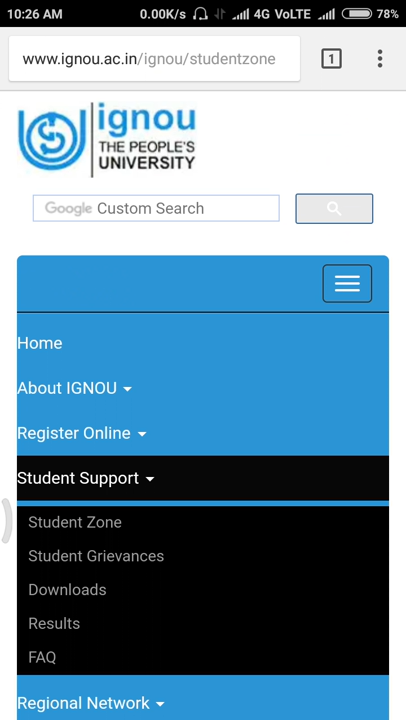 10:26 AM 0.00K/s 4G VoLTE 78%
www.ignou.ac.in/ignou/studentzone 1
ignou
THE PEOPLE'S
UNIVERSITY
Google Custom Search
Home
About IGNOU
Register Online
Student Support
Student Zone
Student Grievances
Downloads
Results
FAQ
Regional Network